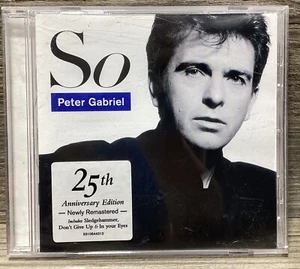 So
Peter Gabriel
25th
Anniversary Edition
— Newly Remastered —
Includes Sledgehammer,
Don't Give Up & In your Eyes